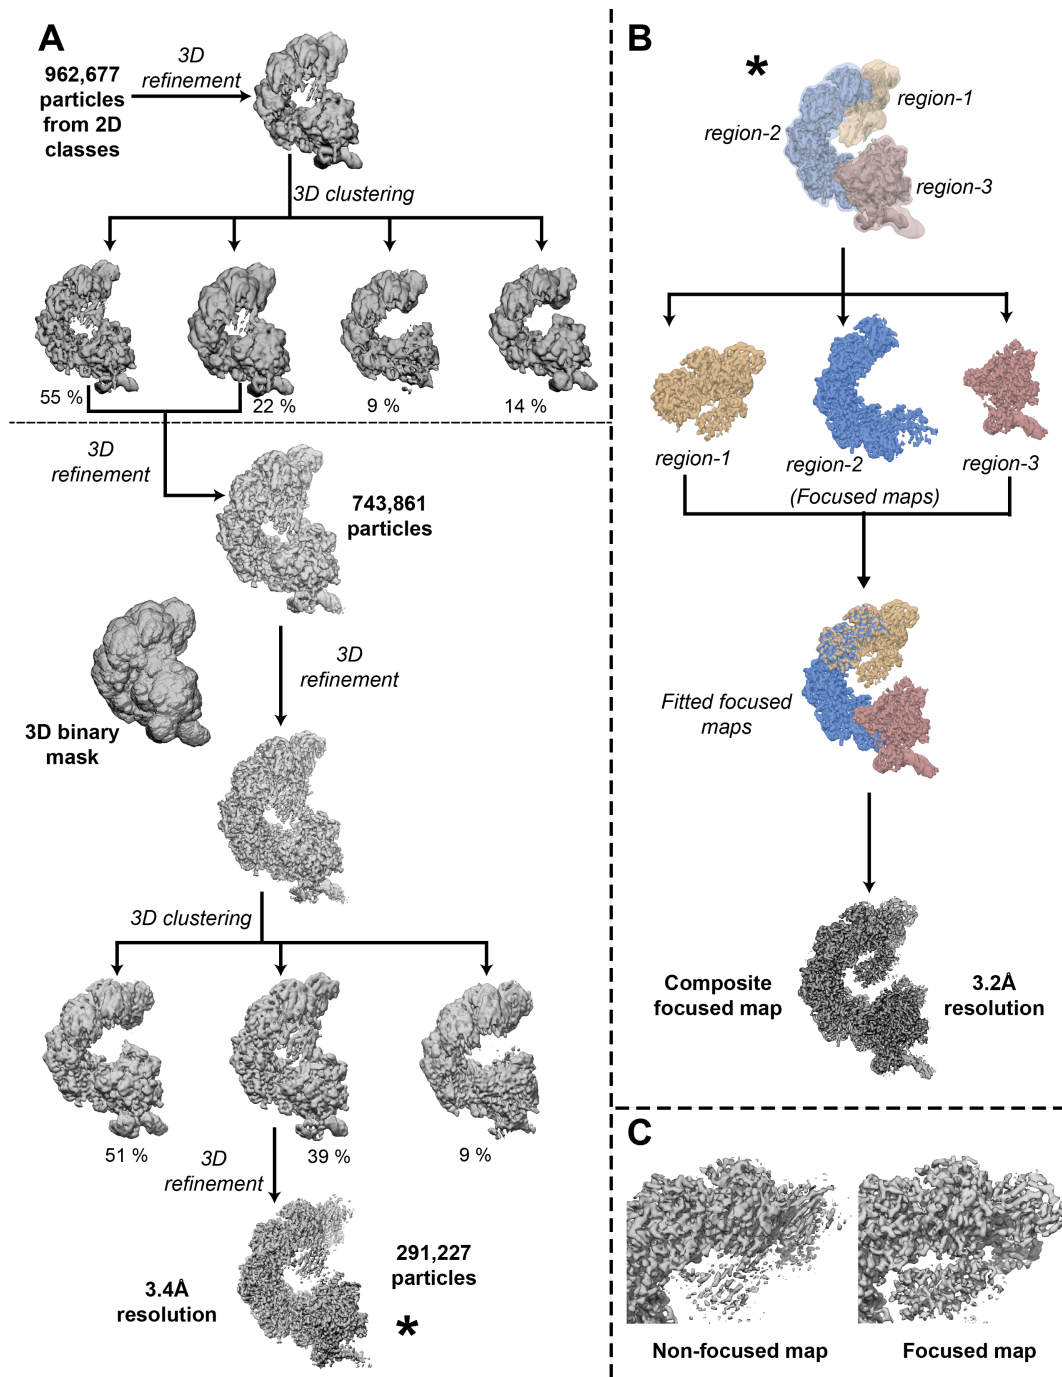 A
962,677
particles
from 2D
classes
3D
refinement
3D clustering
55 %
22 %
9 %
14 %
3D
refinement
743,861
particles
3D binary
mask
3D
refinement
3D clustering
51 %
39 %
9 %
3D
refinement
3.4Å
resolution
291,227
particles
*
B
*
region-1
region-2
region-3
region-1
region-2
region-3
(Focused maps)
Fitted focused
maps
Composite
focused map
3.2Å
resolution
C
Non-focused map
Focused map